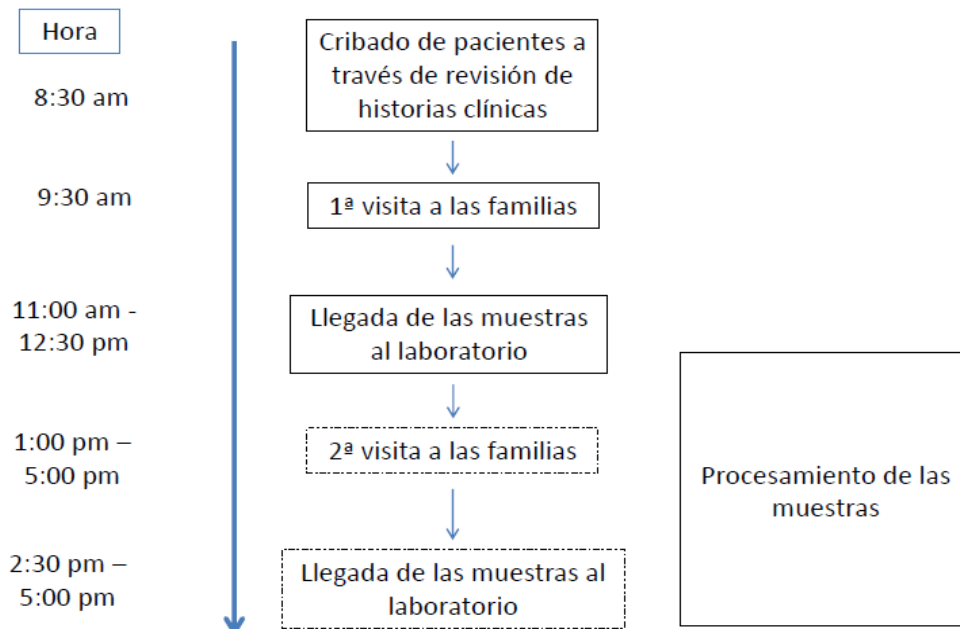 Hora
8:30 am
Cribado de pacientes a
través de revisión de
historias clínicas
9:30 am
1ª visita a las familias
11:00 am -
12:30 pm
Llegada de las muestras
al laboratorio
1:00 pm –
5:00 pm
2ª visita a las familias
Procesamiento de las
muestras
2:30 pm –
5:00 pm
Llegada de las muestras al
laboratorio